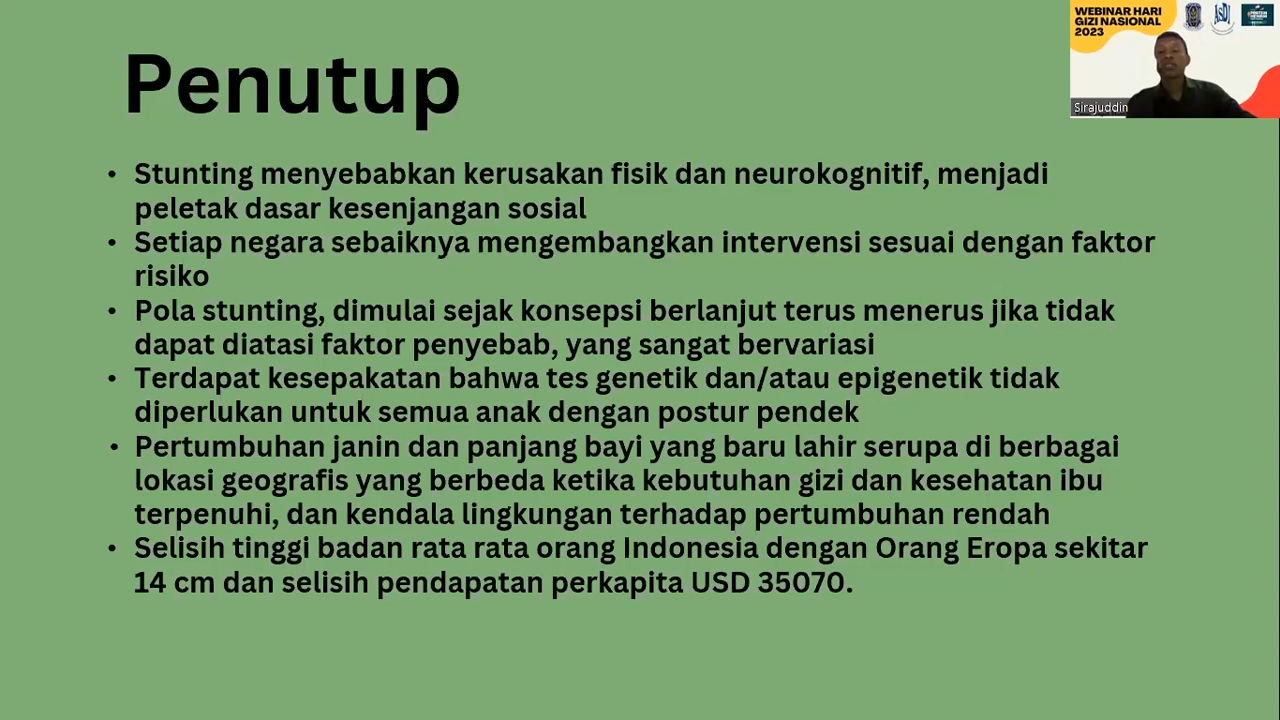 Penutup
WEBINAR HARI
GIZI NASIONAL
2023
ASDI
Sirajuddin
• Stunting menyebabkan kerusakan fisik dan neurokognitif, menjadi
peletak dasar kesenjangan sosial
• Setiap negara sebaiknya mengembangkan intervensi sesuai dengan faktor
risiko
• Pola stunting, dimulai sejak konsepsi berlanjut terus menerus jika tidak
dapat diatasi faktor penyebab, yang sangat bervariasi
• Terdapat kesepakatan bahwa tes genetik dan/atau epigenetik tidak
diperlukan untuk semua anak dengan postur pendek
• Pertumbuhan janin dan panjang bayi yang baru lahir serupa di berbagai
lokasi geografis yang berbeda ketika kebutuhan gizi dan kesehatan ibu
terpenuhi, dan kendala lingkungan terhadap pertumbuhan rendah
• Selisih tinggi badan rata rata orang Indonesia dengan Orang Eropa sekitar
14 cm dan selisih pendapatan perkapita USD 35070.